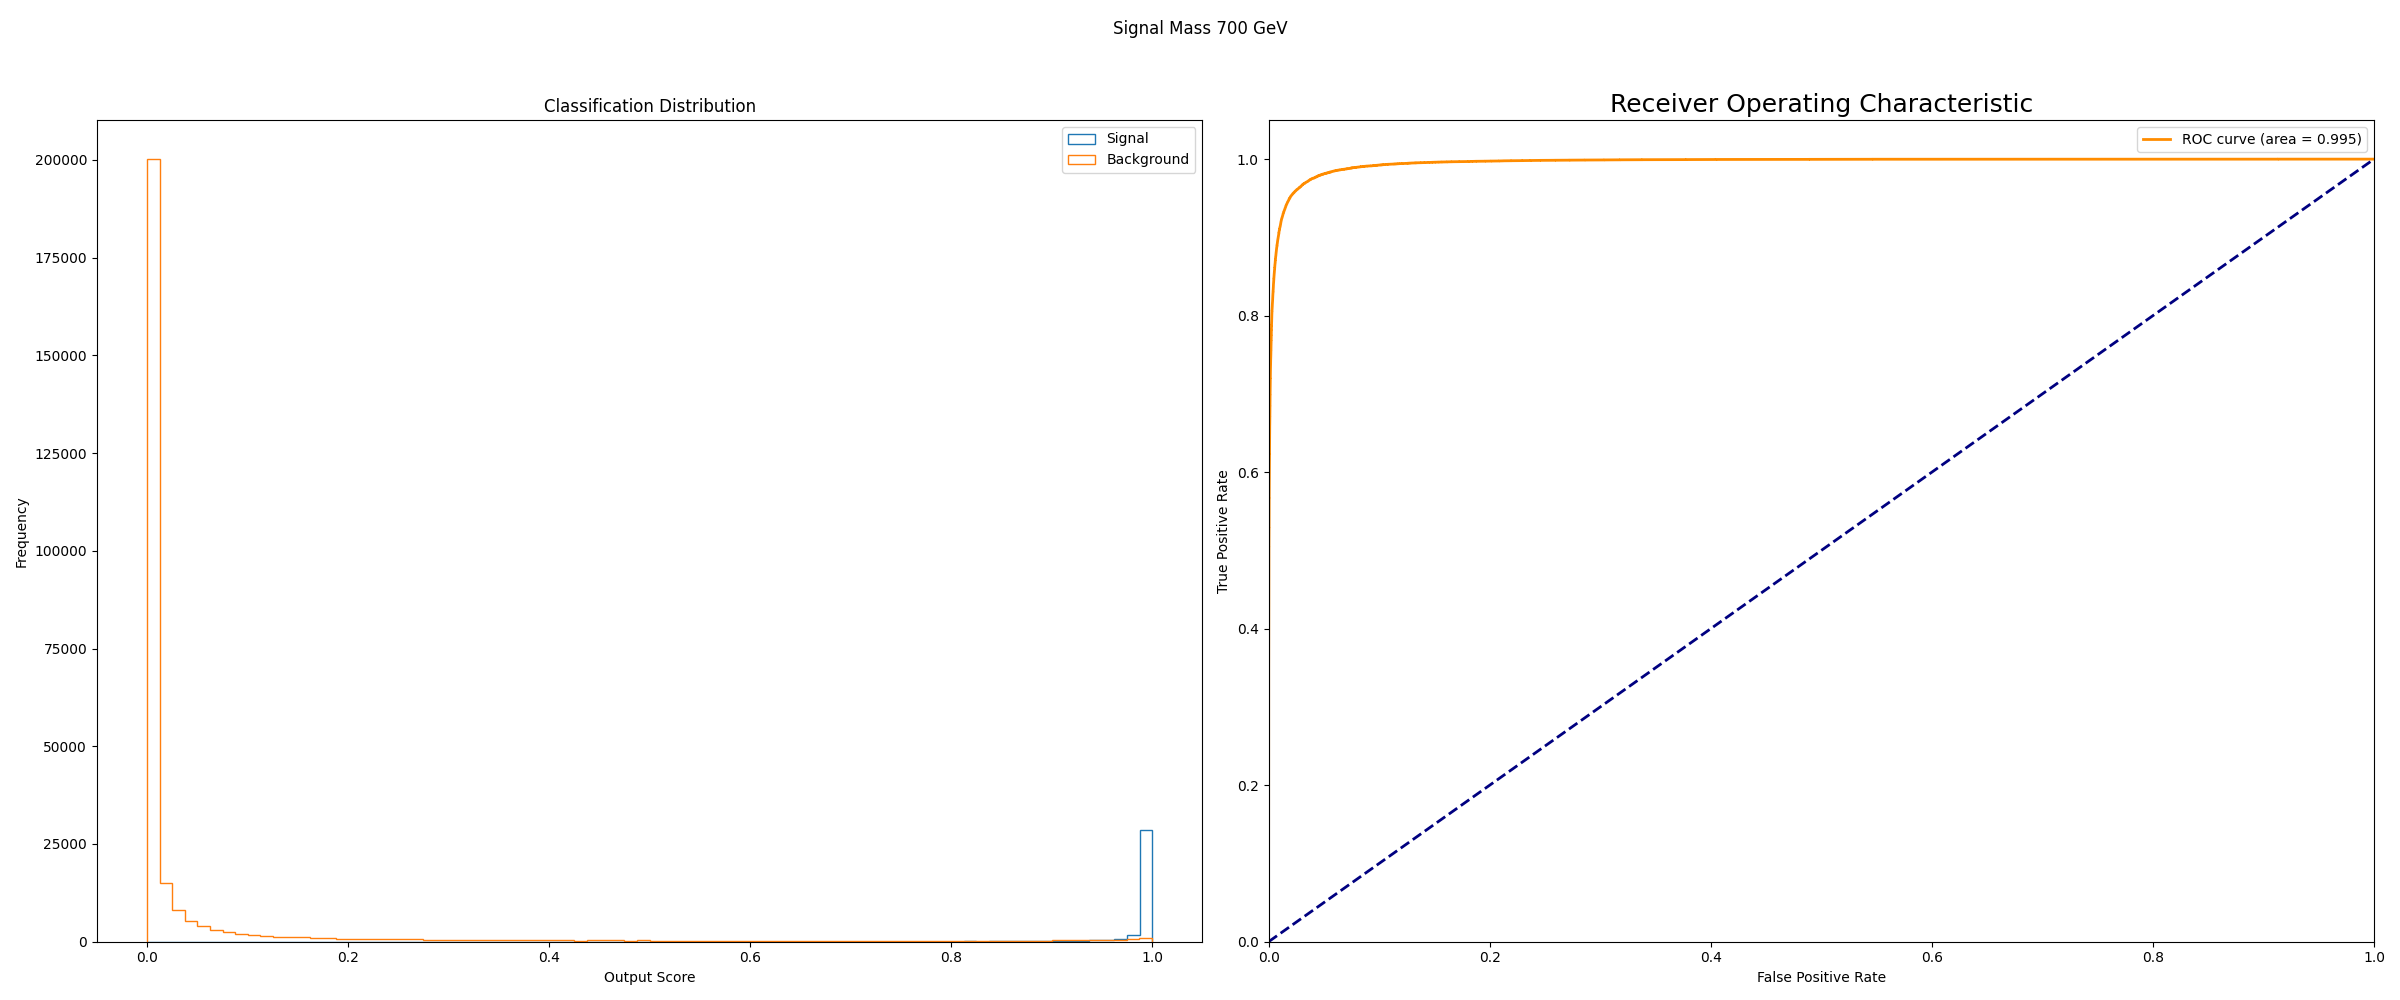 Signal Mass 700 GeV
Classification Distribution
Signal
Background
200000
175000
150000
125000
100000
75000
50000
25000
0
Frequency
0.0 0.2 0.4 0.6 0.8 1.0
Output Score
Receiver Operating Characteristic
ROC curve (area = 0.995)
1.0
0.8
0.6
0.4
0.2
0.0
True Positive Rate
0.0 0.2 0.4 0.6 0.8 1.0
False Positive Rate